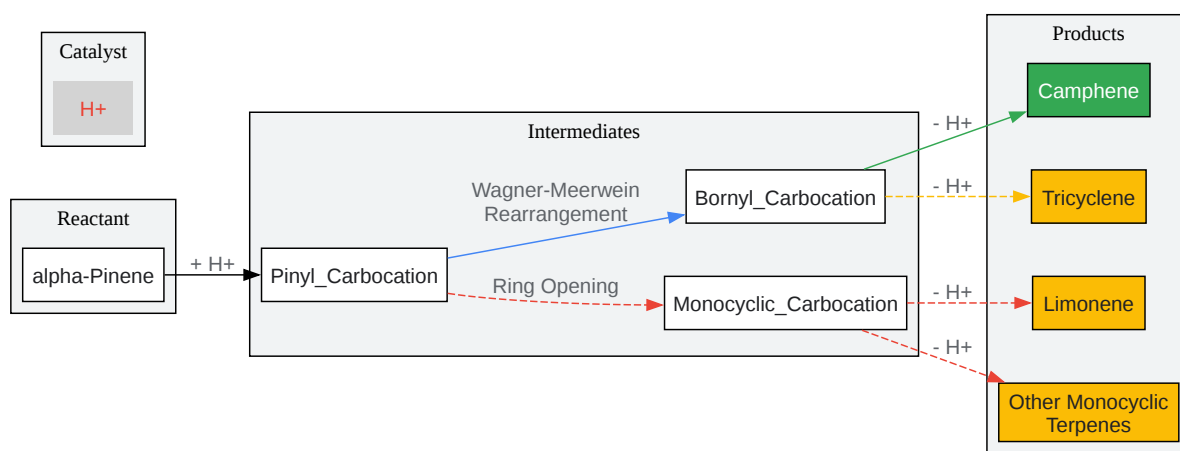 Catalyst
H+
Reactant
alpha-Pinene
+ H+
Intermediates
Pinyl_Carbocation
Wagner-Meerwein
Rearrangement
Ring Opening
Bornyl_Carbocation
Monocyclic_Carbocation
- H+
- H+
- H+
- H+
Products
Camphene
Tricyclene
Limonene
Other Monocyclic
Terpenes